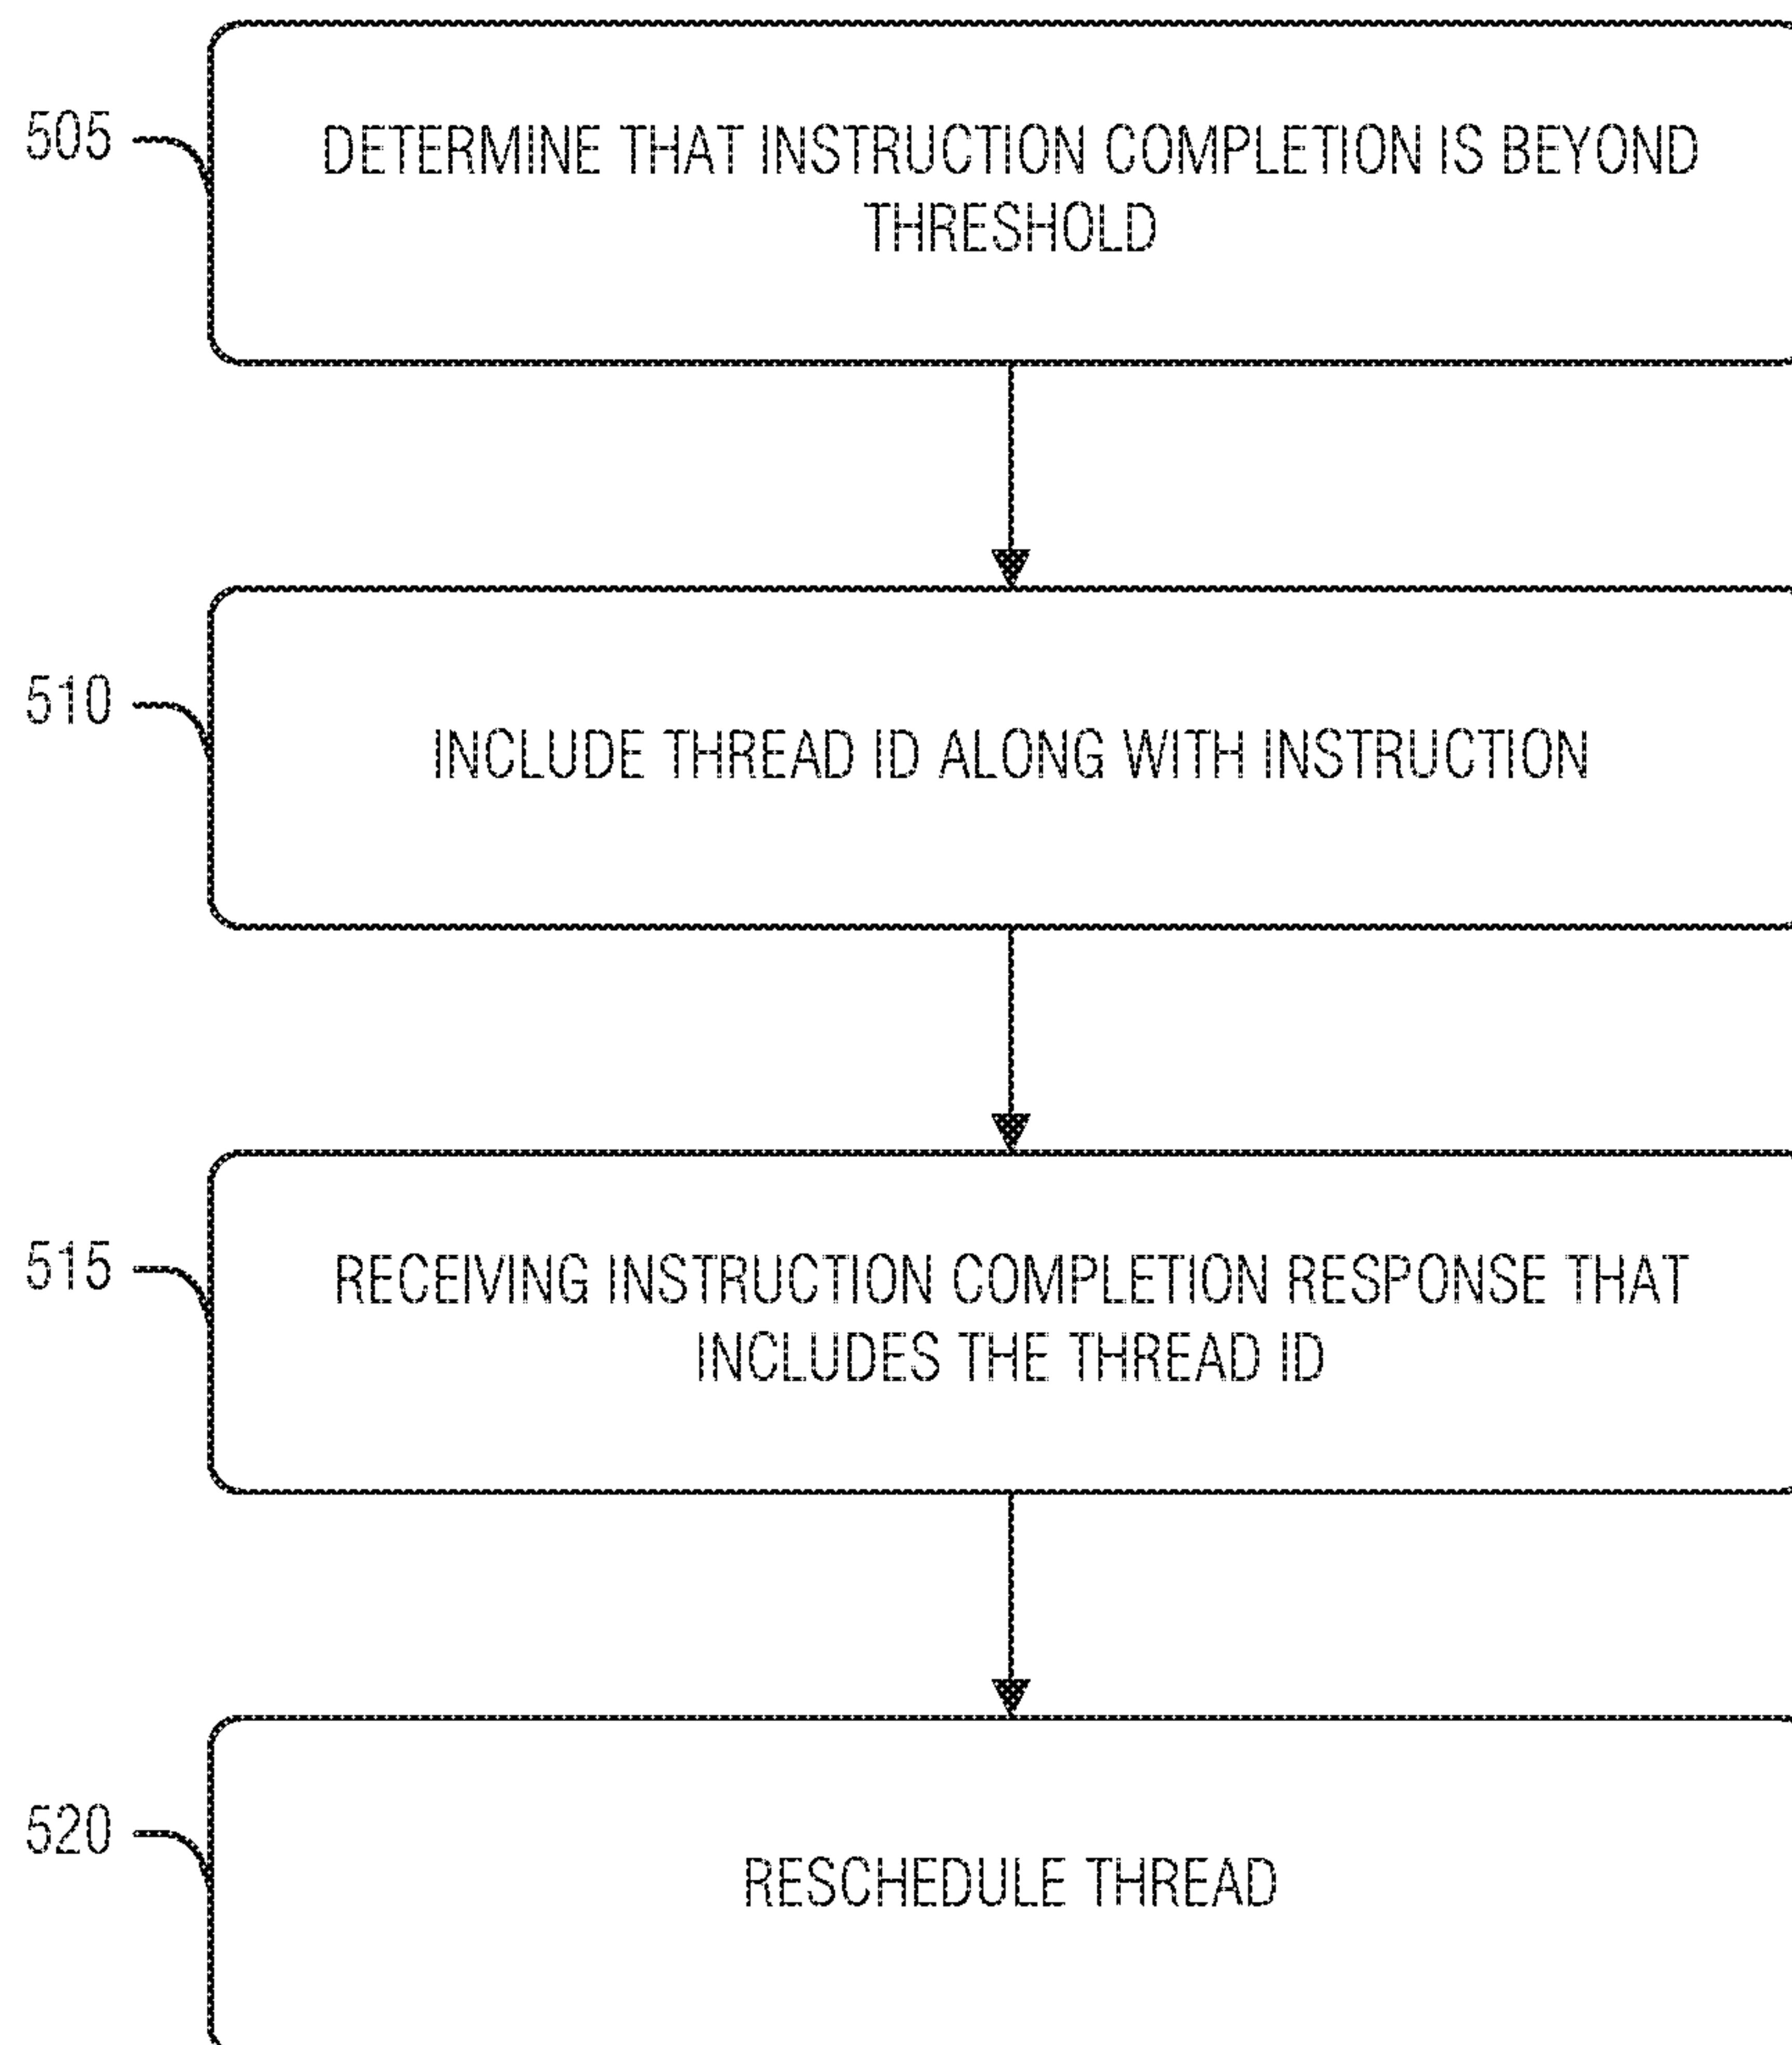 505
DETERMINE THAT INSTRUCTION COMPLETION IS BEYOND
THRESHOLD
510
INCLUDE THREAD ID ALONG WITH INSTRUCTION
515
RECEIVING INSTRUCTION COMPLETION RESPONSE THAT
INCLUDES THE THREAD ID
520
RESCHEDULE THREAD